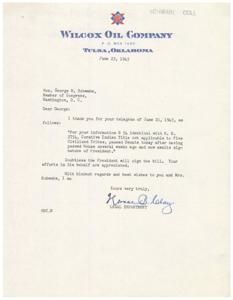 WILCOX OIL COMPANY
P. O. BOX
TULSA, OKLAHOMA
June 23, 1943
Hon. George B. Schwabe,
Member of Congress,
Washington, D. C.
Dear George:
I thank you for your telegram of June 21, 1943, as
follows:
"For your information S 34 identical with H. R.
Curative Indian Title Act applicable to Five
Civilized Tribes, passed Senate today after having
passed House several weeks ago and now awaits sig-
nature of President."
Doubtless the President will sign the bill. Your
efforts in its behalf are appreciated.
With kindest regards and best wishes to you and Mrs.
Schwabe, I am
Yours very truly,
LEGAL DEPARTMENT